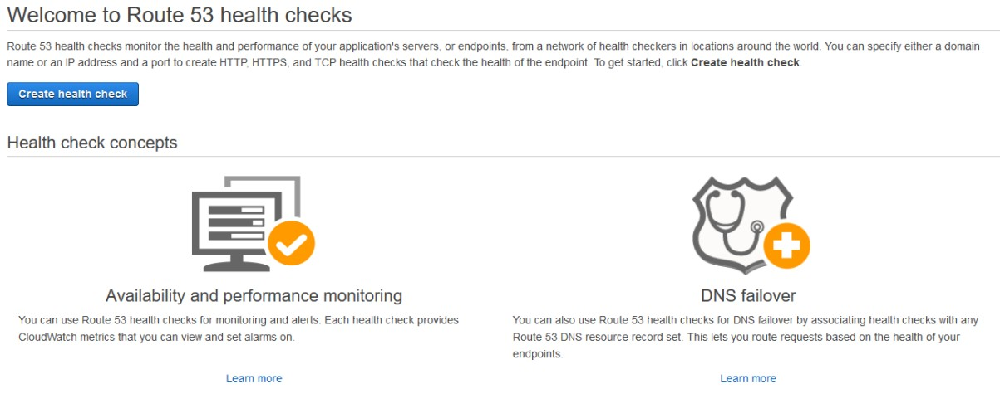 Welcome to Route 53 health checks
Route 53 health checks monitor the health and performance of your application's servers, or endpoints, from a network of health checkers in locations around the world. You can specify either a domain
name or an IP address and a port to create HTTP, HTTPS, and TCP health checks that check the health of the endpoint. To get started, click Create health check.
Create health check
Health check concepts
Availability and performance monitoring
You can use Route 53 health checks for monitoring and alerts. Each health check provides
CloudWatch metrics that you can view and set alarms on.
Learn more
DNS failover
You can also use Route 53 health checks for DNS failover by associating health checks with any
Route 53 DNS resource record set. This lets you route requests based on the health of your
endpoints.
Learn more